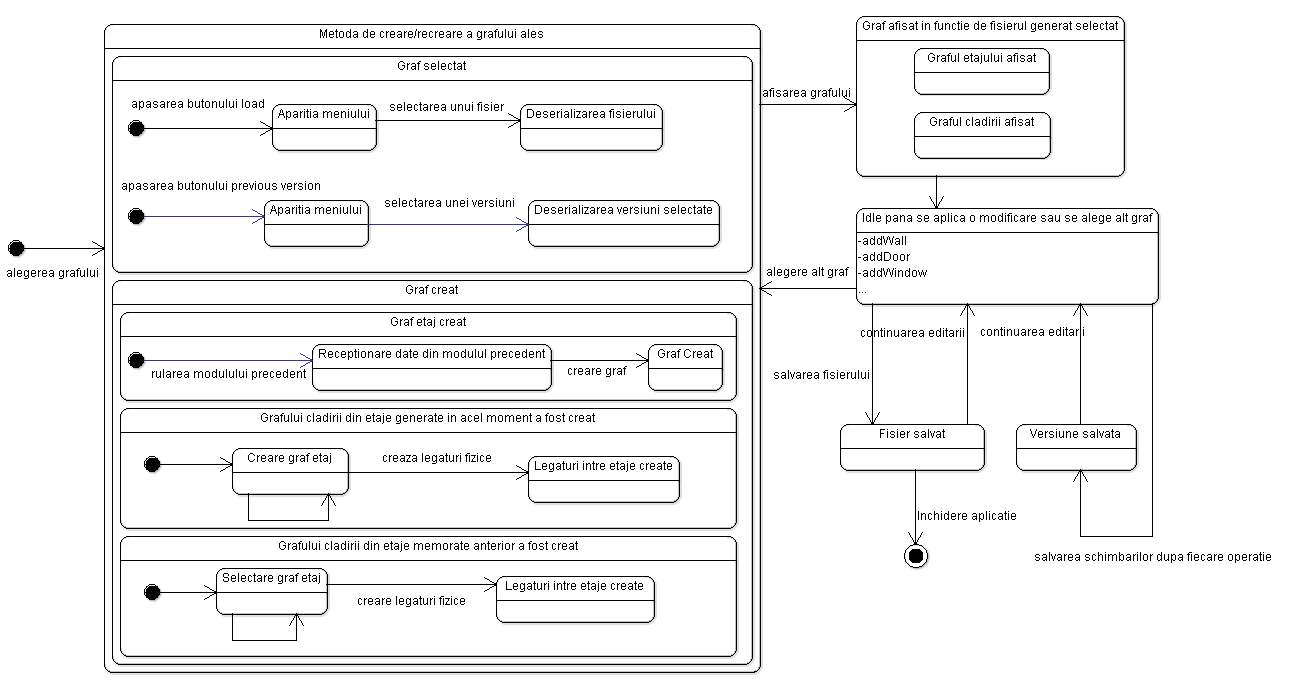 Metoda de creare/recreare a grafului ales
Graf selectat
apasarea butonului load
Aparitia meniului
selectarea unui fisier
Deserializarea fisierului
apasarea butonului previous version
Aparitia meniului
selectarea unei versiuni
Deserializarea versiuni selectate
alegerea grafului
Graf creat
Graf etaj creat
rularea modulului precedent
Receptionare date din modulul precedent
creare graf
Graf Creat
Grafului cladirii din etaje generate in acel moment a fost creat
Creare graf etaj
creaza legaturi fizice
Legaturi intre etaje create
Grafului cladirii din etaje memorate anterior a fost creat
Selectare graf etaj
creare legaturi fizice
Legaturi intre etaje create
afisarea grafului
Graf afisat in functie de fisierul generat selectat
Graful etajului afisat
Graful cladirii afisat
Idle pana se aplica o modificare sau se alege alt graf
-addWall
-addDoor
-addWindow
...
alegere alt graf
continuarea editarii
continuarea editarii
salvarea fisierului
Fisier salvat
Versiune salvata
Inchidere aplicatie
salvarea schimbarilor dupa fiecare operatie